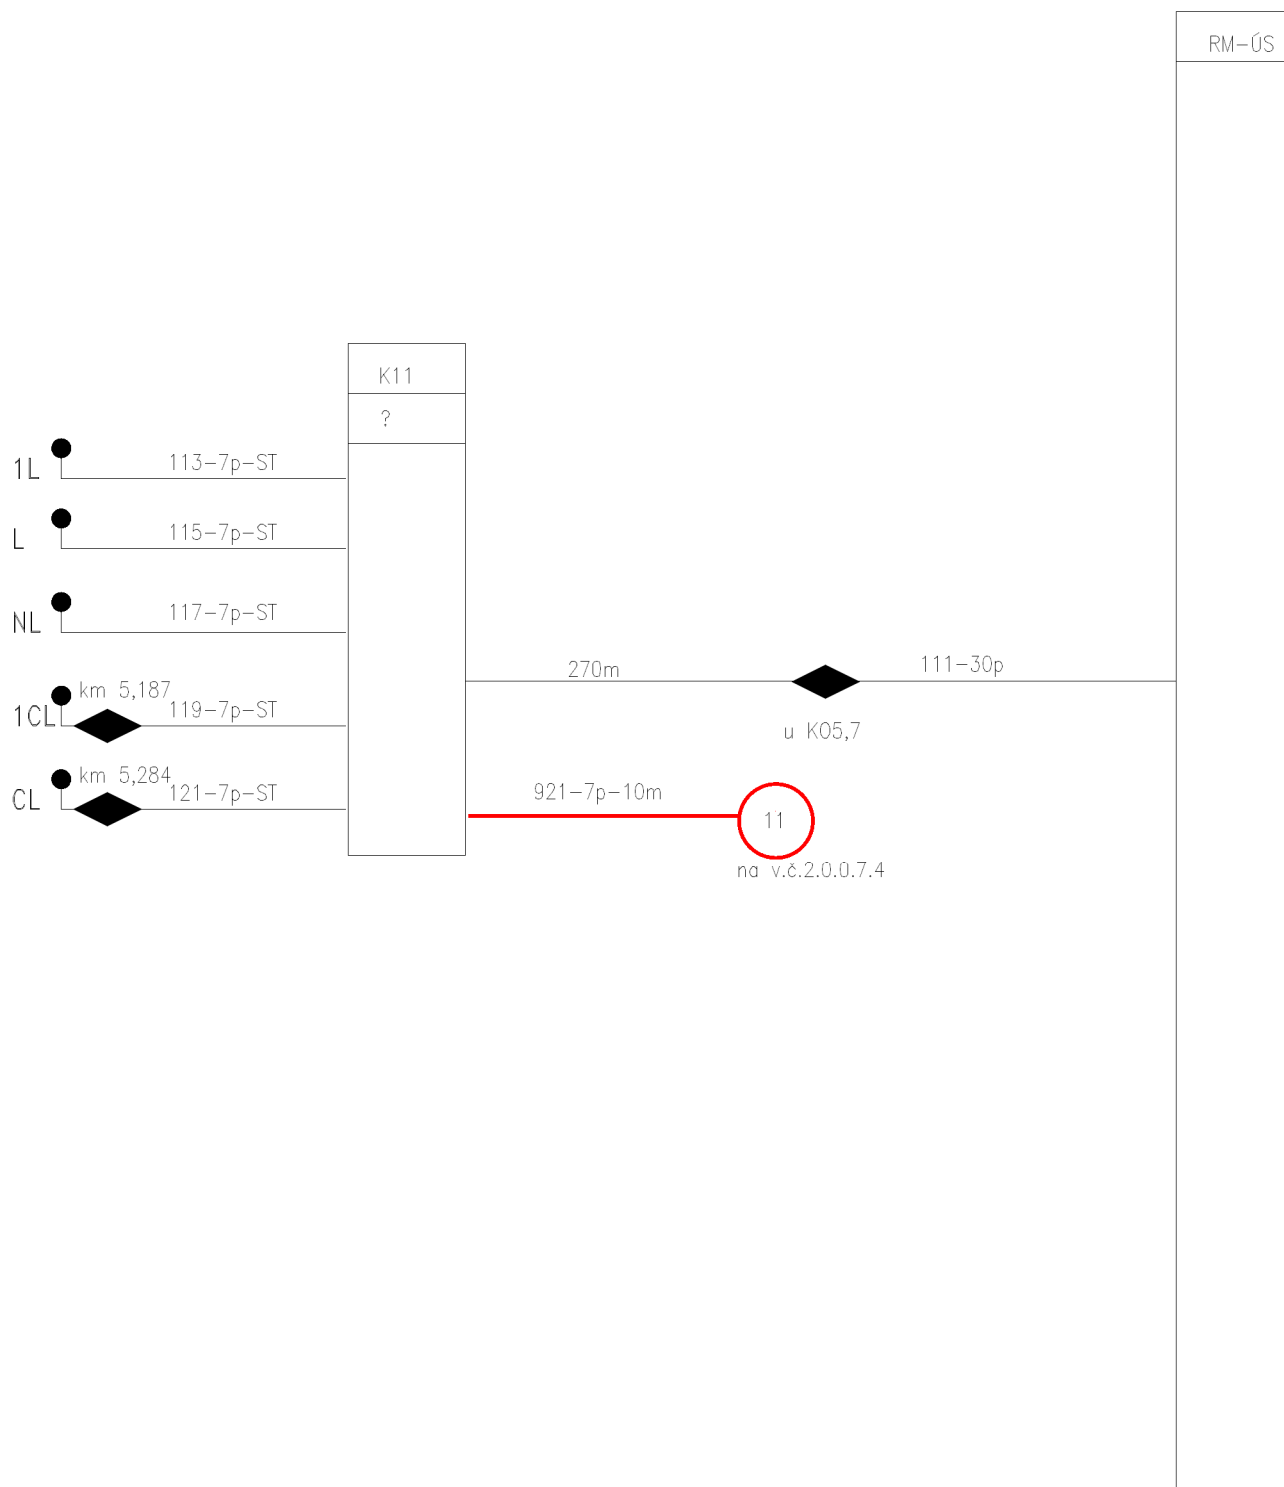 RM-ÚS
K11
?
1L
113-7p-ST
L
115-7p-ST
NL
117-7p-ST
270m
111-30p
km 5,187
1CL
119-7p-ST
u K05,7
km 5,284
CL
121-7p-ST
921-7p-10m
11
na v.č.2.0.0.7.4